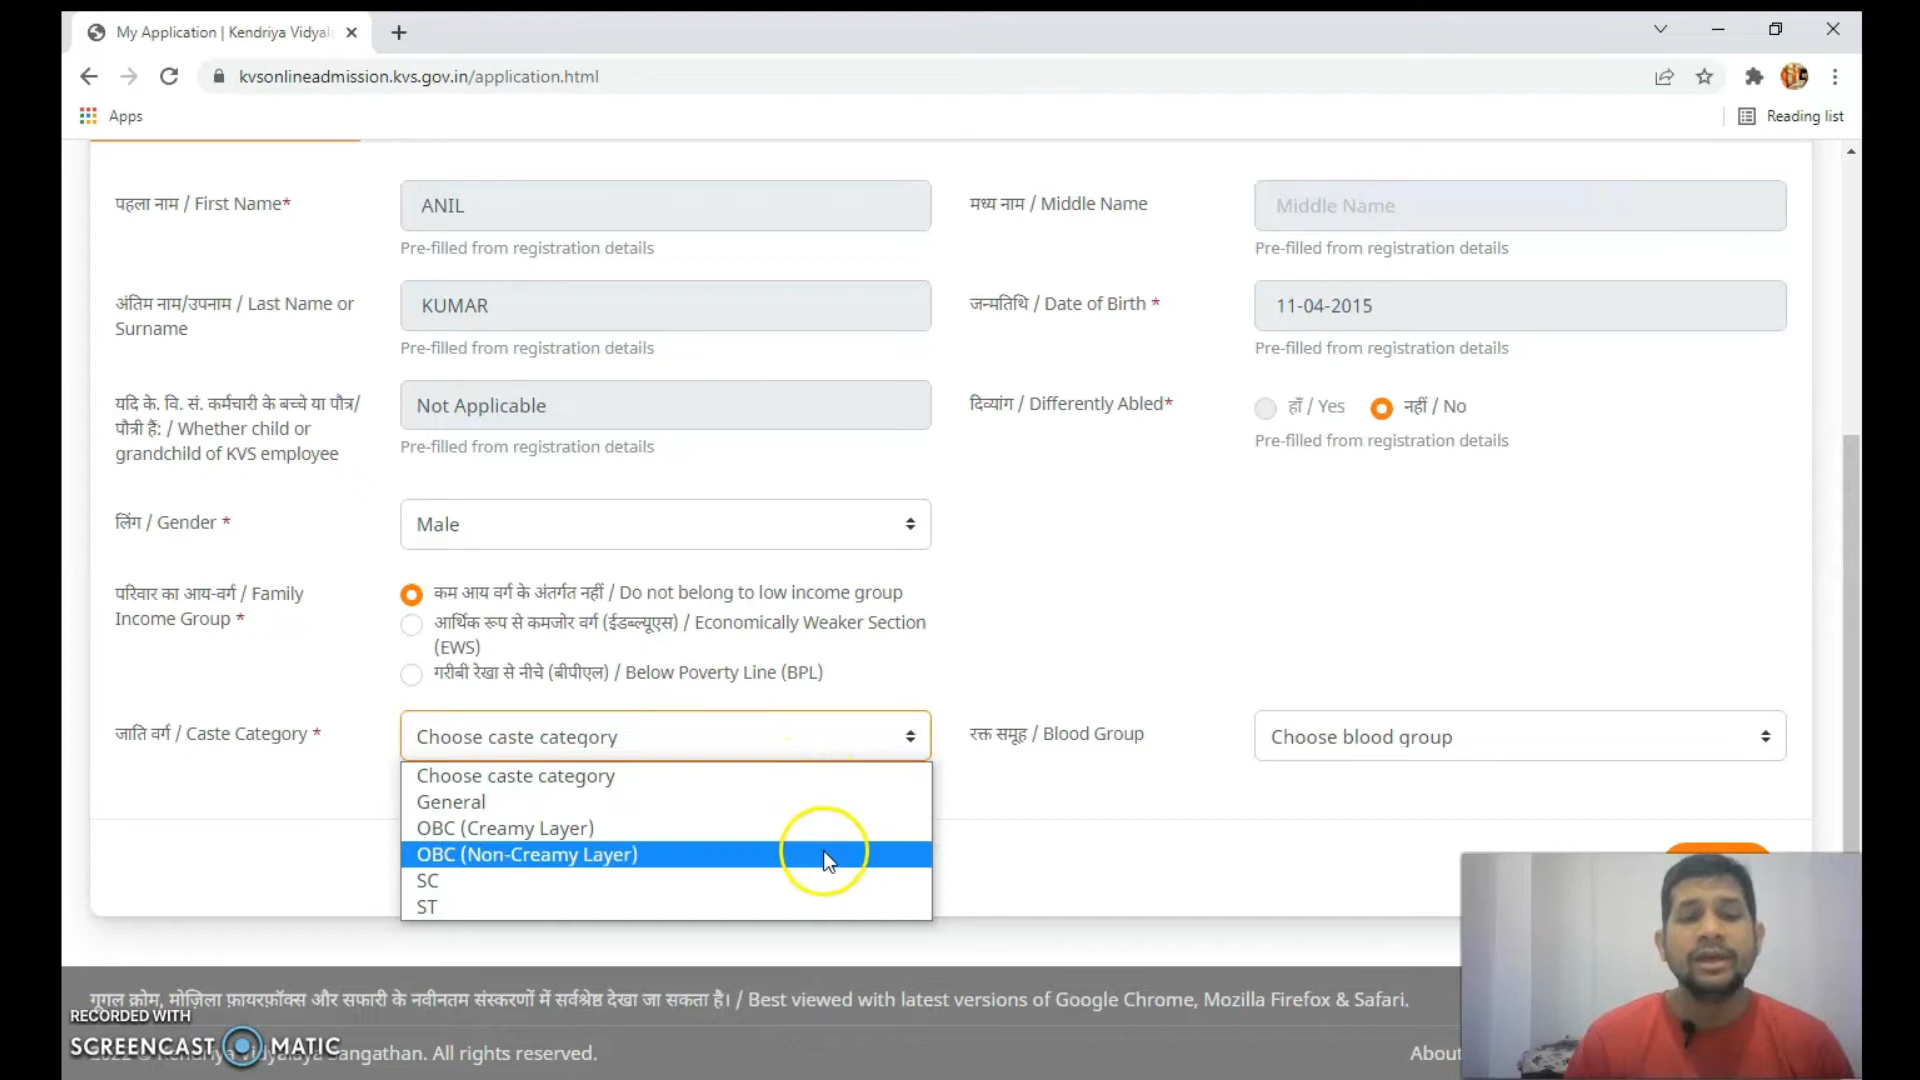 My Application | Kendriya Vidyal
kvsonlineadmission.kvs.gov.in/application.html
Apps
Reading list
पहला नाम / First Name*
ANIL
Pre-filled from registration details
मध्य नाम / Middle Name
Middle Name
Pre-filled from registration details
अंतिम नाम/उपनाम / Last Name or
Surname
KUMAR
Pre-filled from registration details
जन्मतिथि / Date of Birth *
11-04-2015
Pre-filled from registration details
यदि के. वि. सं. कर्मचारी के बच्चे या पौत्र/
पौत्री हैं: / Whether child or
grandchild of KVS employee
Not Applicable
Pre-filled from registration details
दिव्यांग / Differently Abled*
हाँ / Yes
नहीं / No
Pre-filled from registration details
लिंग / Gender *
Male
परिवार का आय-वर्ग / Family
Income Group *
कम आय वर्ग के अंतर्गत नहीं / Do not belong to low income group
आर्थिक रूप से कमजोर वर्ग (ईडब्ल्यूएस) / Economically Weaker Section
(EWS)
गरीबी रेखा से नीचे (बीपीएल) / Below Poverty Line (BPL)
जाति वर्ग / Caste Category *
Choose caste category
रक्त समूह / Blood Group
Choose blood group
Choose caste category
General
OBC (Creamy Layer)
OBC (Non-Creamy Layer)
SC
ST
गूगल क्रोम, मोज़िला फ़ायरफ़ॉक्स और सफारी के नवीनतम संस्करणों में सर्वश्रेष्ठ देखा जा सकता है। / Best viewed with latest versions of Google Chrome, Mozilla Firefox & Safari.
RECORDED WITH
SCREENCAST MATIC
Sangathan. All rights reserved.
About